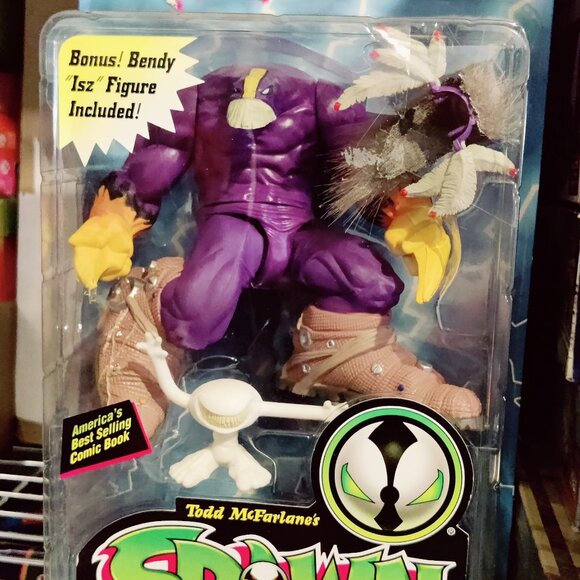 Bonus! Bendy
"Isz" Figure
Included!
America's
Best Selling
Comic Book
Todd McFarlane's
SPAWN
®